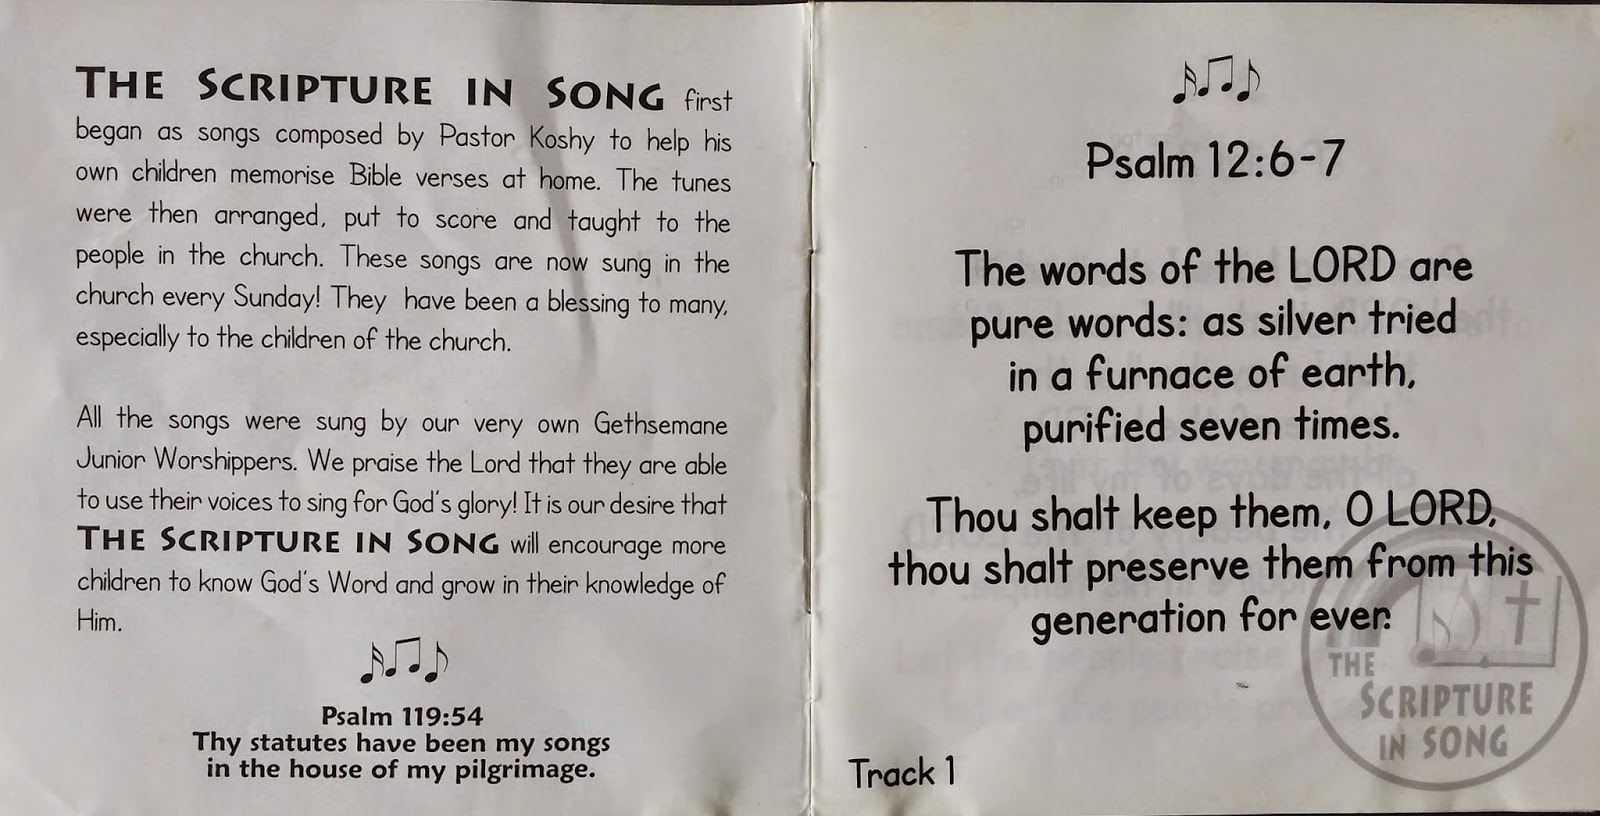 THE SCRIPTURE IN SONG first
began as songs composed by Pastor Koshy to help his
own children memorise Bible verses at home. The tunes
were then arranged, put to score and taught to the
people in the church. These songs are now sung in the
church every Sunday! They have been a blessing to many,
especially to the children of the church.
All the songs were sung by our very own Gethsemane
Junior Worshippers. We praise the Lord that they are able
to use their voices to sing for God's glory! It is our desire that
THE SCRIPTURE IN SONG will encourage more
children to know God's Word and grow in their knowledge of
Him.
Psalm 119:54
Thy statutes have been my songs
in the house of my pilgrimage.
Psalm 12:6-7
The words of the LORD are
pure words: as silver tried
in a furnace of earth,
purified seven times.
Thou shalt keep them, O LORD,
thou shalt preserve them from this
generation for ever.
Track 1
THE
SCRIPTURE
IN SONG